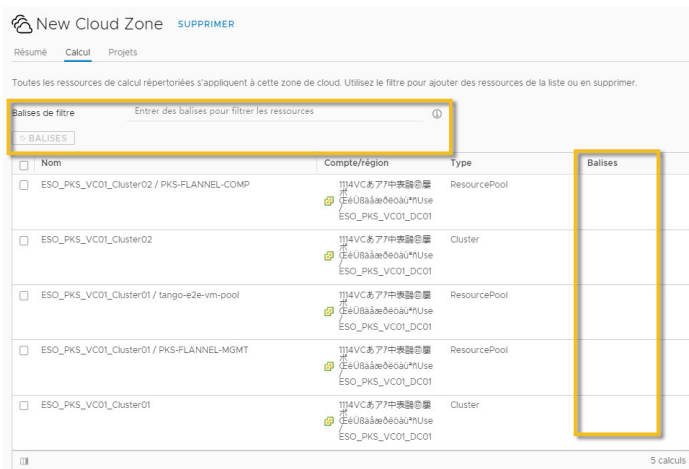 New Cloud Zone SUPPRIMER
Résumé Calcul Projets
Toutes les ressources de calcul répertoriées s'appliquent à cette zone de cloud. Utilisez le filtre pour ajouter des ressources de la liste ou en supprimer.
Balises de filtre Entrer des balises pour filtrer les ressources
BALISES
Nom Compte/région Type Balises
ESO_PKS_VC01_Cluster02 / PKS-FLANNEL-COMP ResourcePool
/
ESO_PKS_VC01_DC01
ESO_PKS_VC01_Cluster02 Cluster
/
ESO_PKS_VC01_DC01
ESO_PKS_VC01_Cluster01 / tango-e2e-vm-pool ResourcePool
/
ESO_PKS_VC01_DC01
ESO_PKS_VC01_Cluster01 / PKS-FLANNEL-MGMT ResourcePool
/
ESO_PKS_VC01_DC01
ESO_PKS_VC01_Cluster01 Cluster
/
ESO_PKS_VC01_DC01
5 calculs